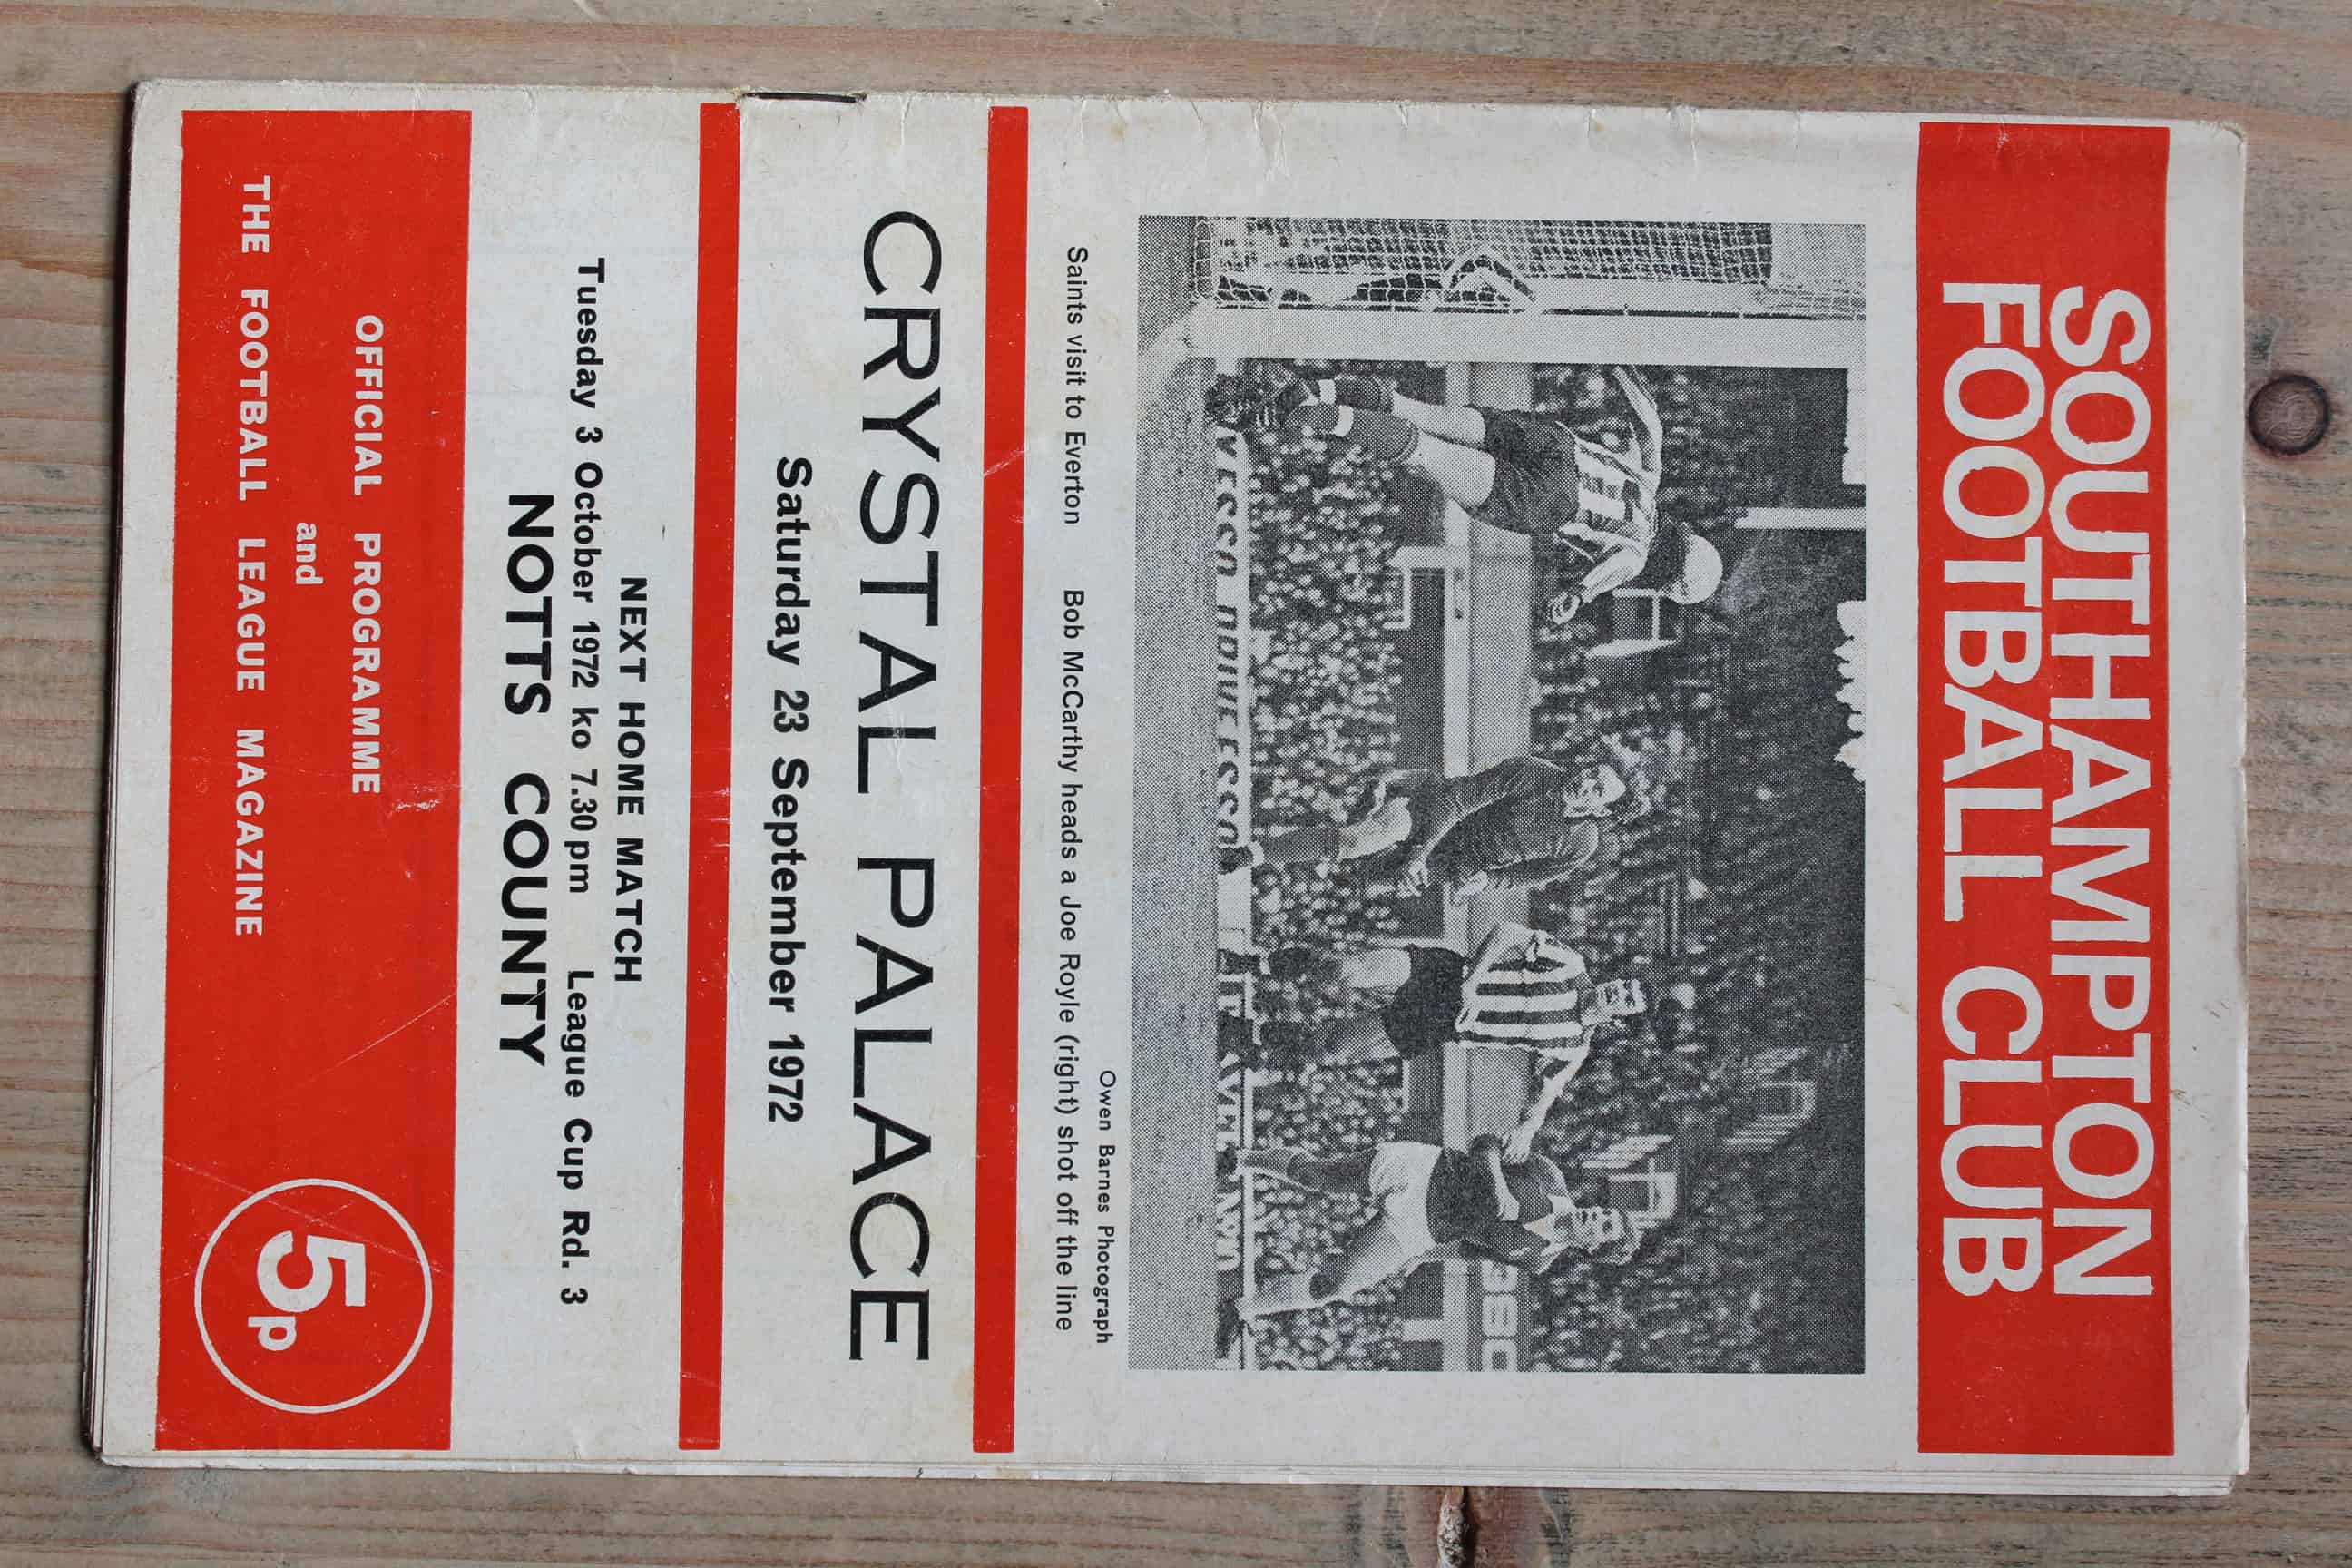 SOUTHAMPTON
FOOTBALL CLUB
Owen Barnes Photograph
Saints visit to Everton Bob McCarthy heads a Joe Royle (right) shot off the line
CRYSTAL PALACE
Saturday 23 September 1972
NEXT HOME MATCH
Tuesday 3 October 1972 ko 7.30pm League Cup Rd. 3
NOTTS COUNTY
OFFICIAL PROGRAMME
and
THE FOOTBALL LEAGUE MAGAZINE
5p